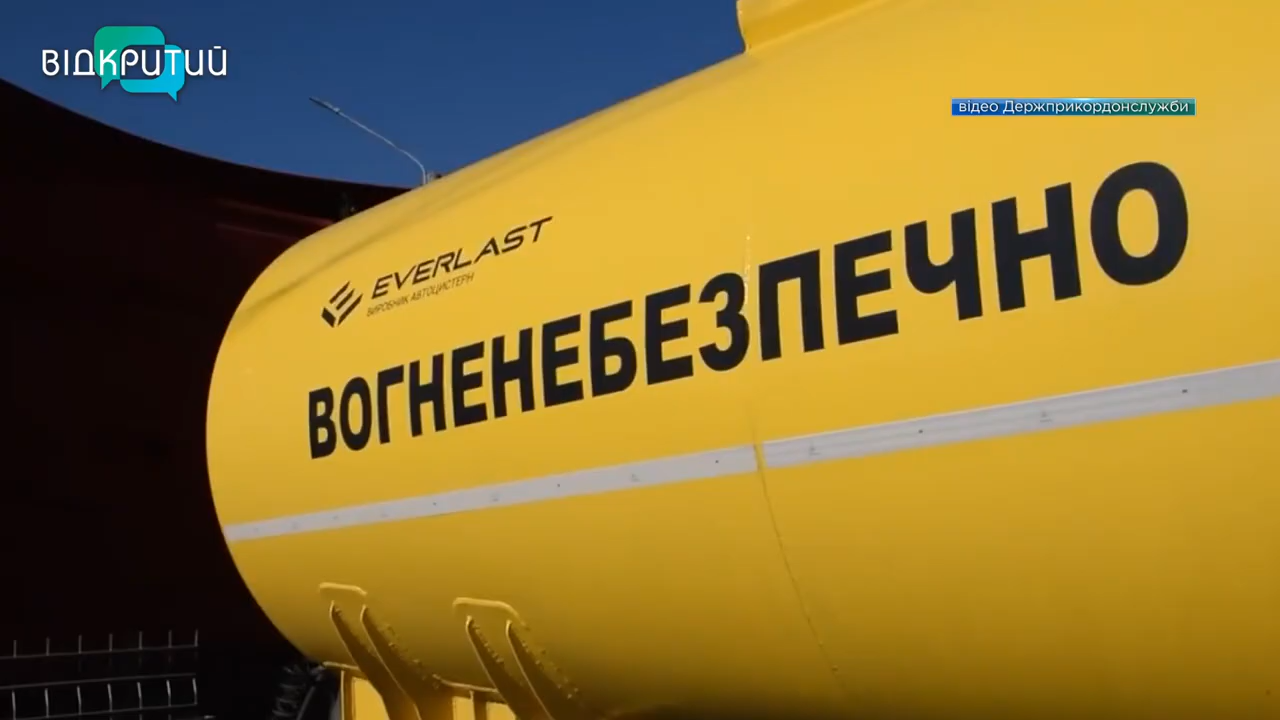 ВІДКРИТИЙ
відео Держприкордонслужби
EVERLAST
ВИРОБНИК АВТОЦИСТЕРН
ВОГНЕНЕБЕЗПЕЧНО